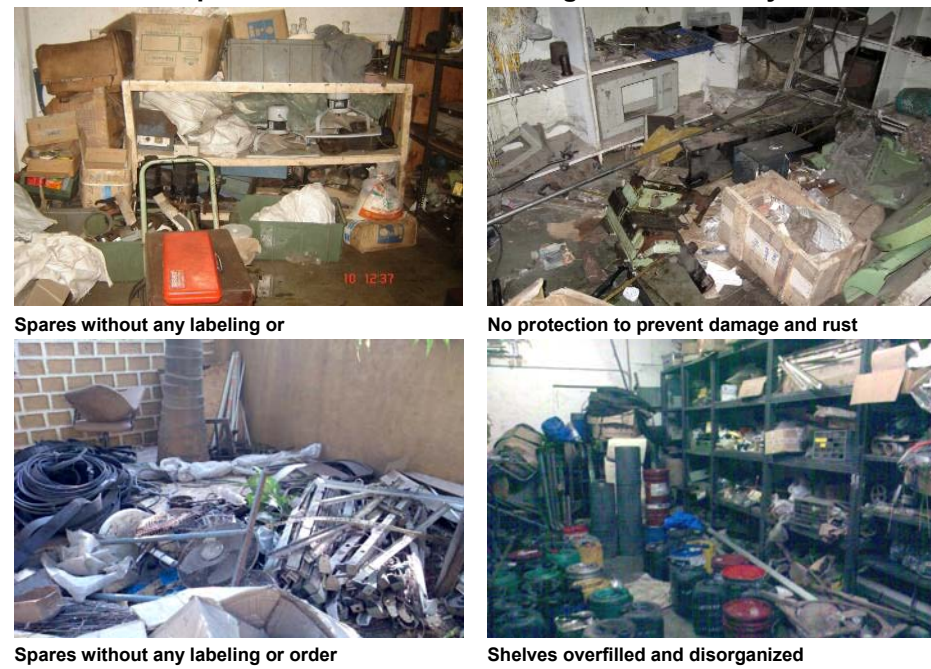 10 12:37
Spares without any labeling or
No protection to prevent damage and rust
Spares without any labeling or order
Shelves overfilled and disorganized